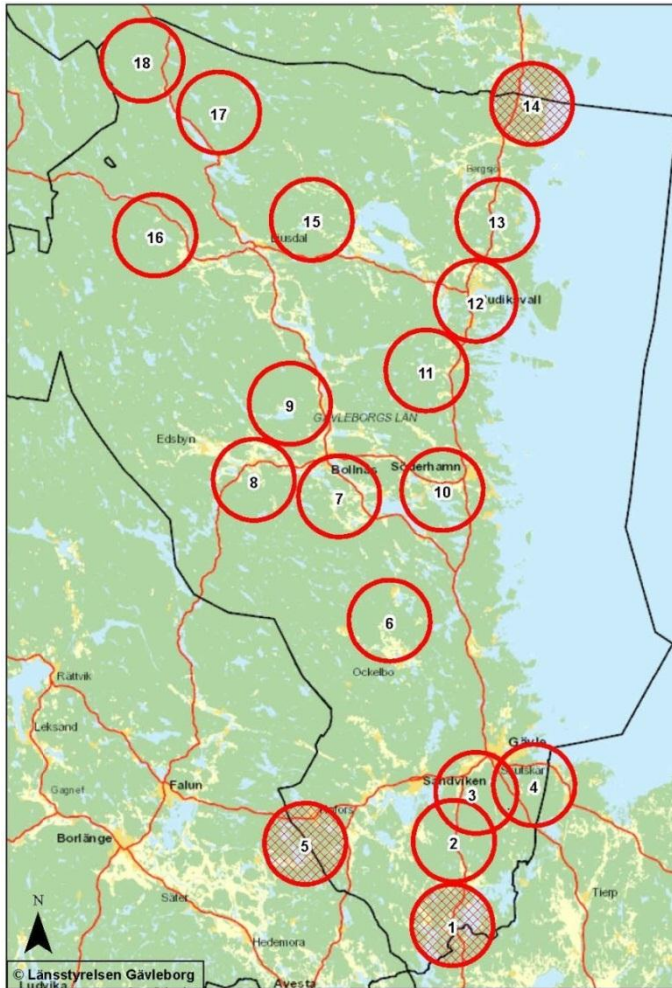 18
17
14
Bergsjö
15
13
16
Ljusdal
12
11
9
GÄVLEBORGS LÄN
Edsbyn
8
Bollnäs
7
Söderhamn
10
6
Ockelbo
Rättvik
Leksand
Gävle
Sandviken
Skutskär
3
4
Gagnef
Falun
5
2
Borlänge
Säter
Tierp
1
N
Hedemora
© Länsstyrelsen Gävleborg
Ludvika
Avesta